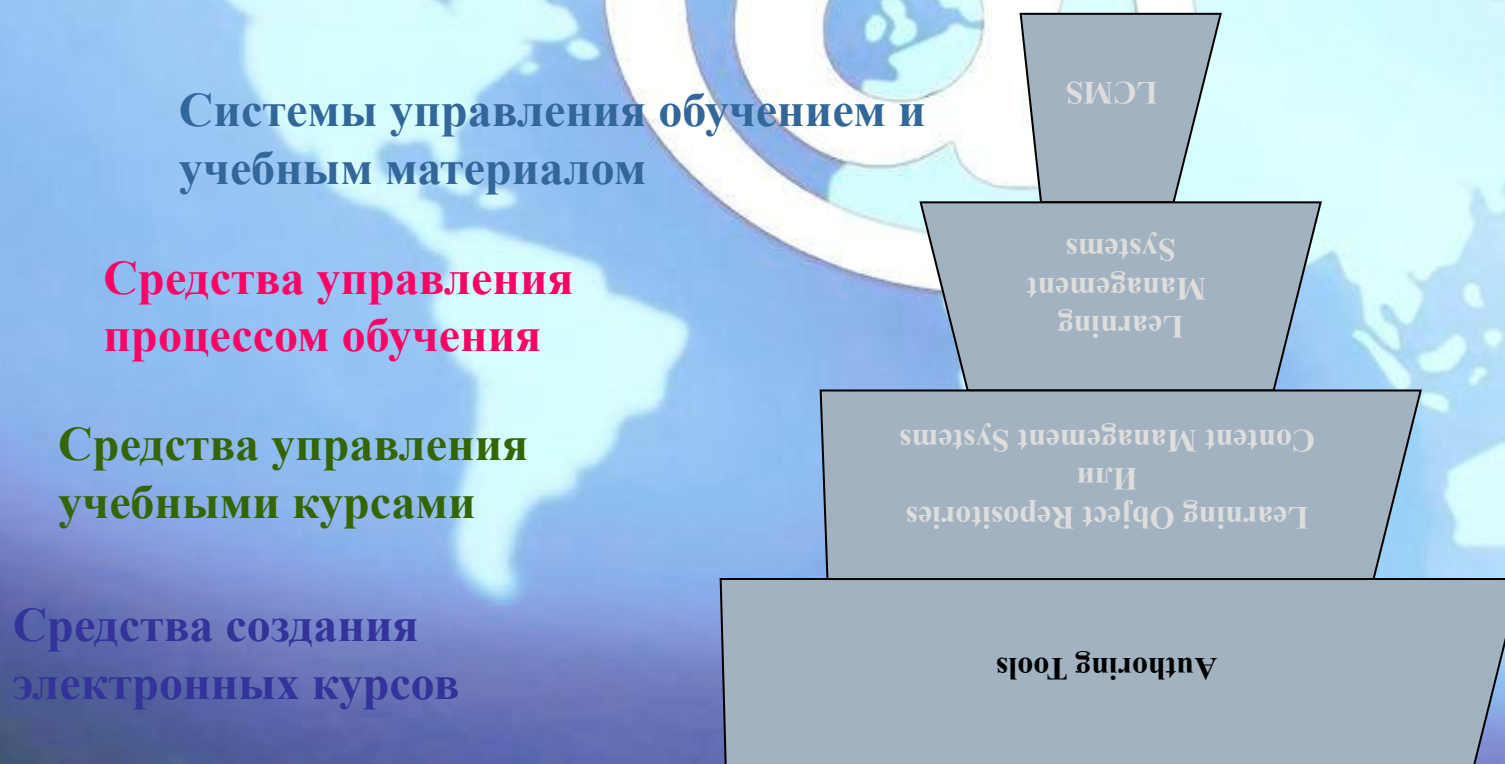 Системы управления обучением и
учебным материалом
LCMS
Средства управления
процессом обучения
Learning
Management
Systems
Средства управления
учебными курсами
Learning Object Repositories
Или
Content Management Systems
Средства создания
электронных курсов
Authoring Tools